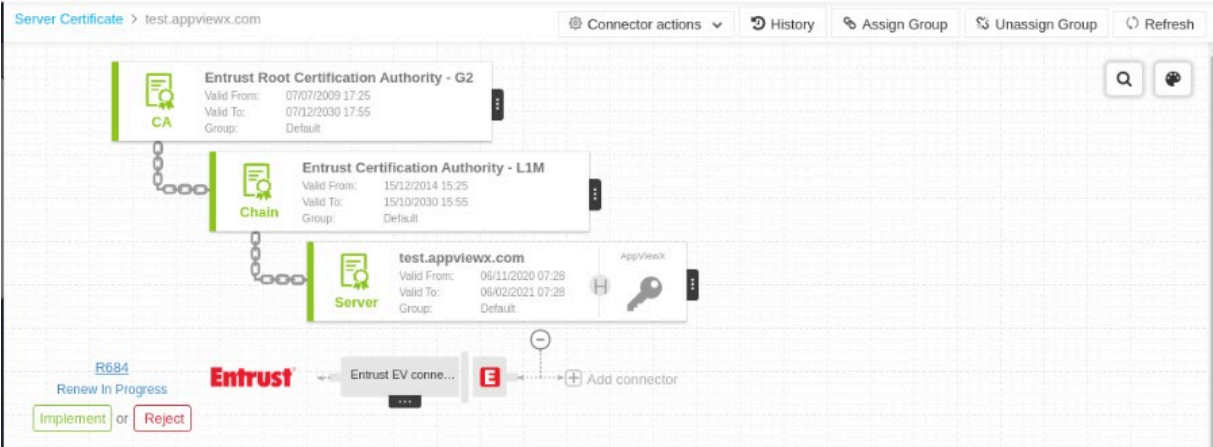 Server Certificate > test.appviewx.com
Connector actions History Assign Group Unassign Group Refresh
Entrust Root Certification Authority - G2
Valid From: 07/07/2009 17:25
Valid To: 07/12/2030 17:55
Group: Default
CA
Entrust Certification Authority - L1M
Valid From: 15/12/2014 15:25
Valid To: 15/10/2030 15:55
Group: Default
Chain
test.appviewx.com
Valid From: 06/11/2020 07:28
Valid To: 06/02/2021 07:28
Group: Default
Server
AppViewX
H
R684
Renew In Progress
Implement or Reject
Entrust
Entrust EV conne...
E
Add connector